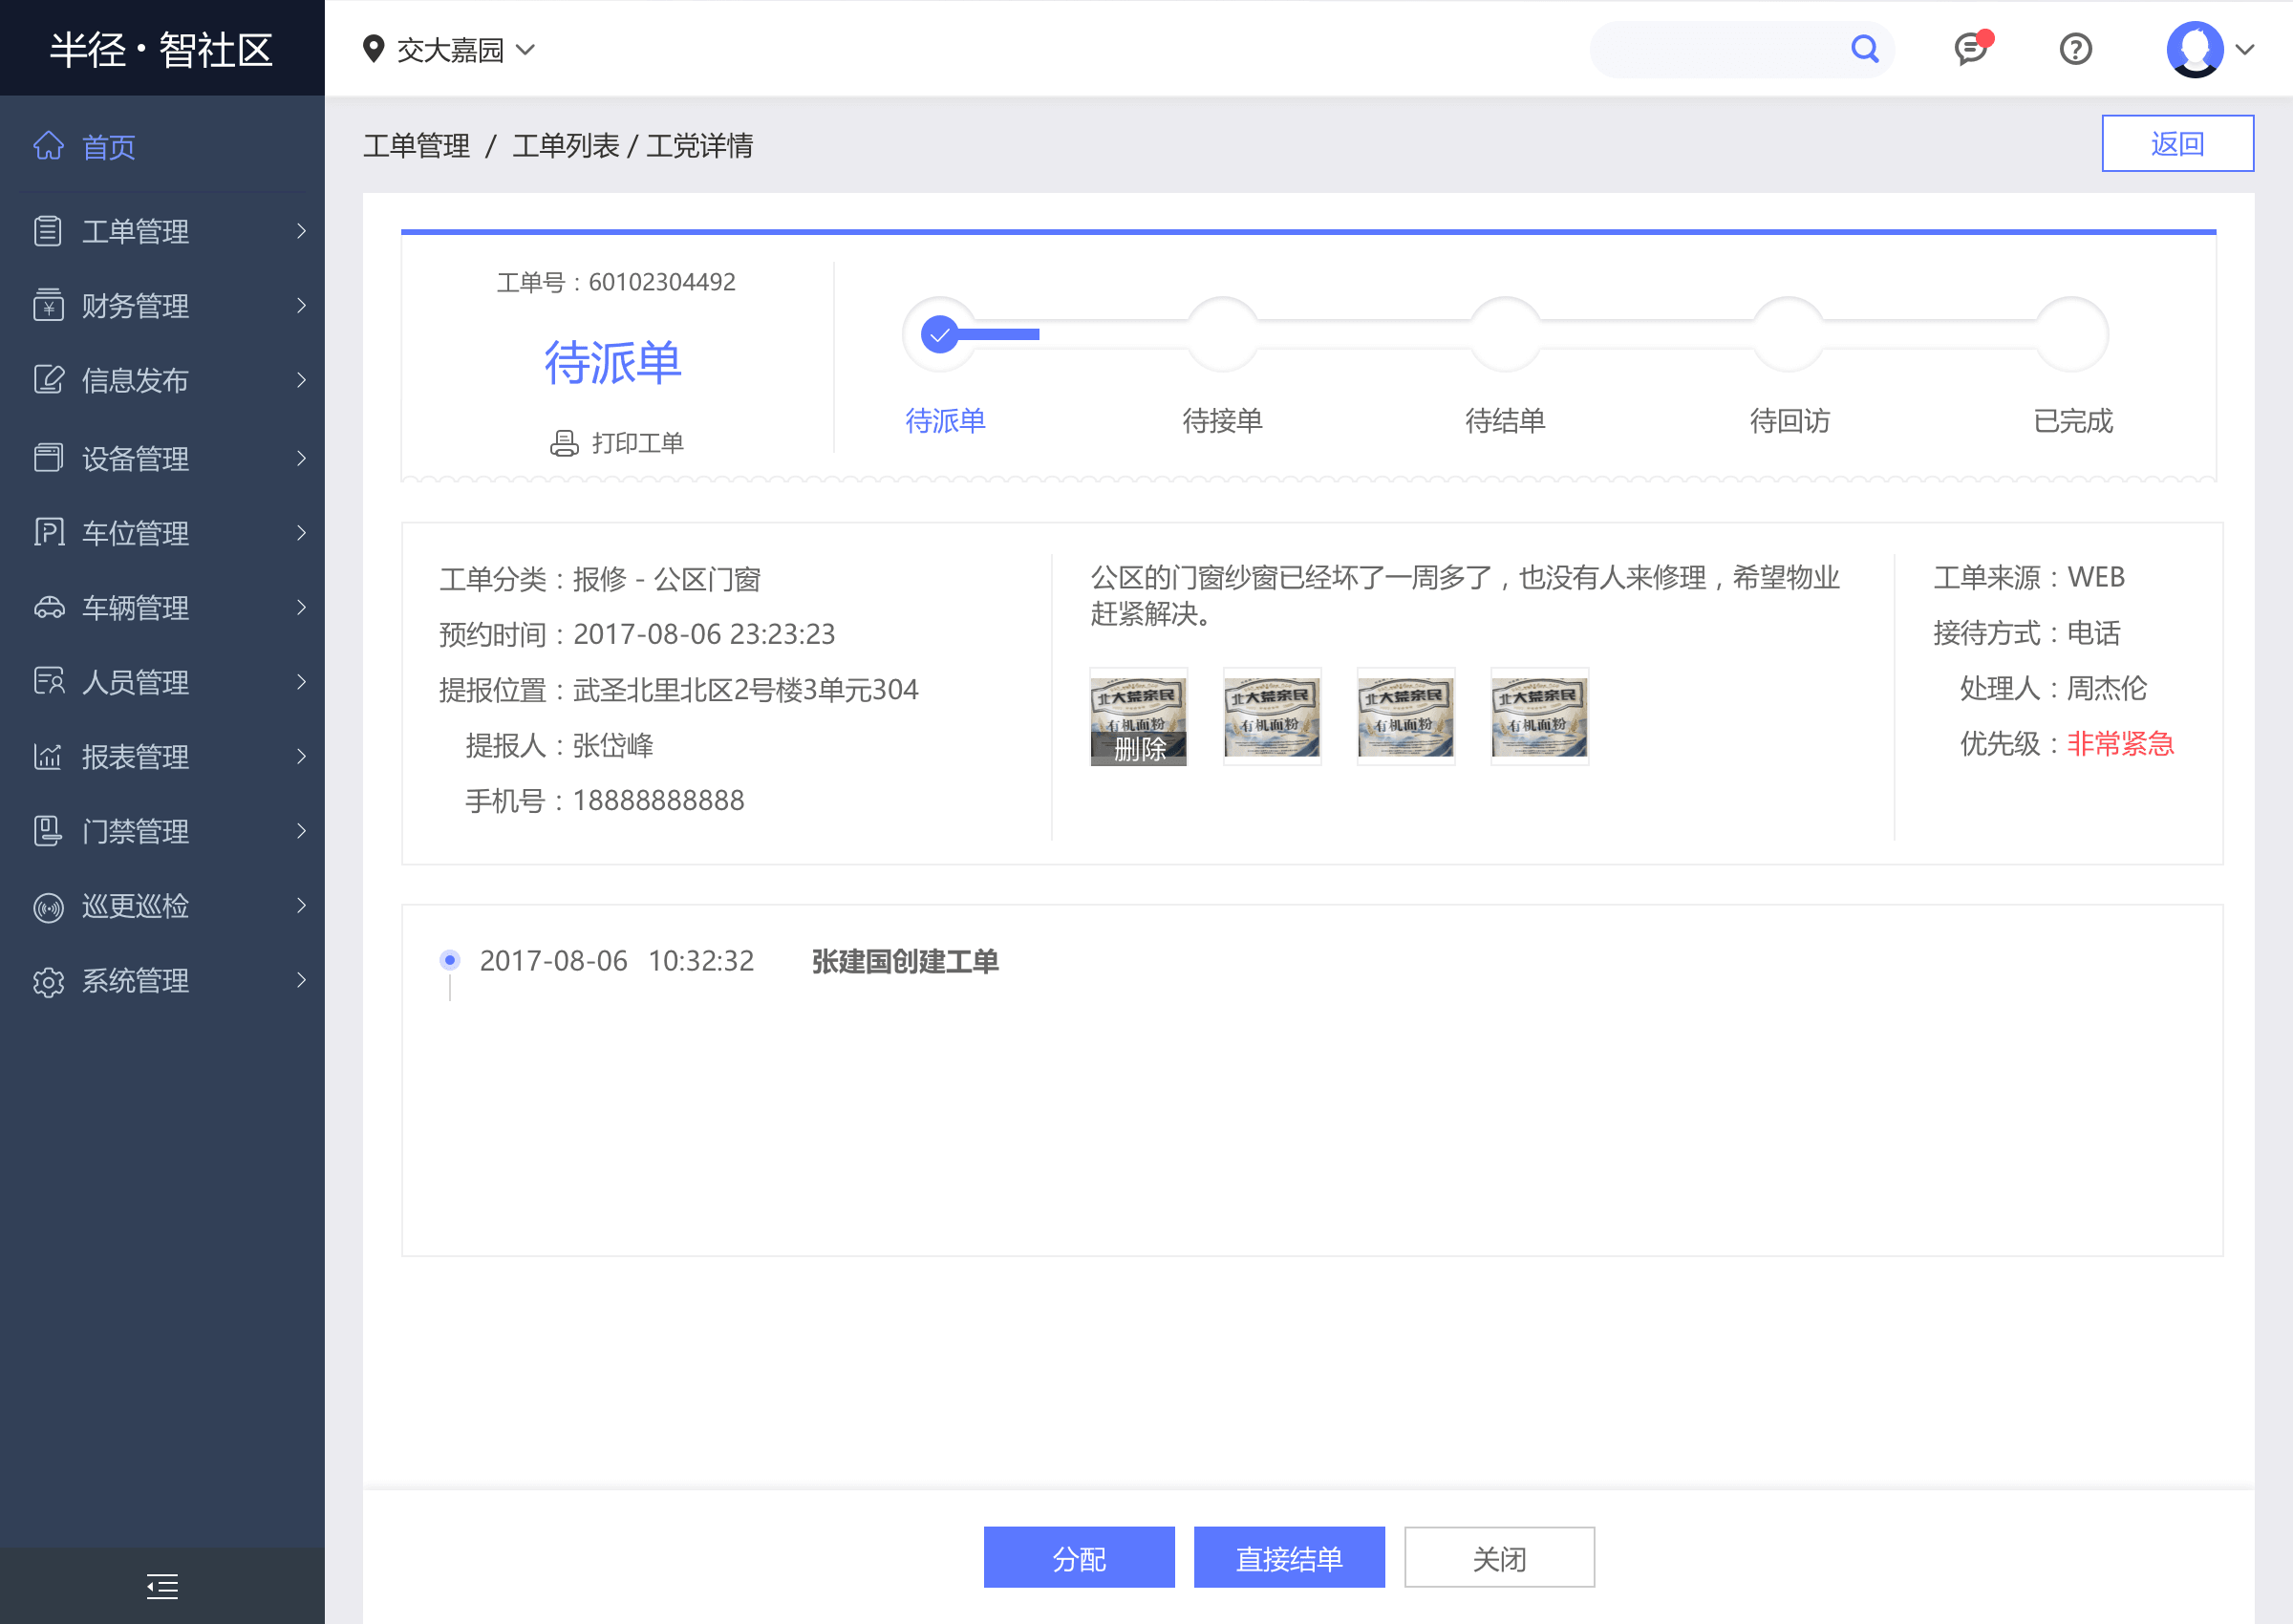 半径·智社区
交大嘉园
首页
工单管理
财务管理
信息发布
设备管理
车位管理
车辆管理
人员管理
报表管理
门禁管理
巡更巡检
系统管理
工单管理 / 工单列表 / 工党详情
返回
工单号：60102304492
待派单
打印工单
待派单
待接单
待结单
待回访
已完成
工单分类：报修 - 公区门窗
预约时间：2017-08-06 23:23:23
提报位置：武圣北里北区2号楼3单元304
提报人：张岱峰
手机号：18888888888
公区的门窗纱窗已经坏了一周多了，也没有人来修理，希望物业
赶紧解决。
北大荒亲民
有机面粉
删除
北大荒亲民
有机面粉
北大荒亲民
有机面粉
北大荒亲民
有机面粉
工单来源：WEB
接待方式：电话
处理人：周杰伦
优先级：非常紧急
2017-08-06 10:32:32 张建国创建工单
分配
直接结单
关闭